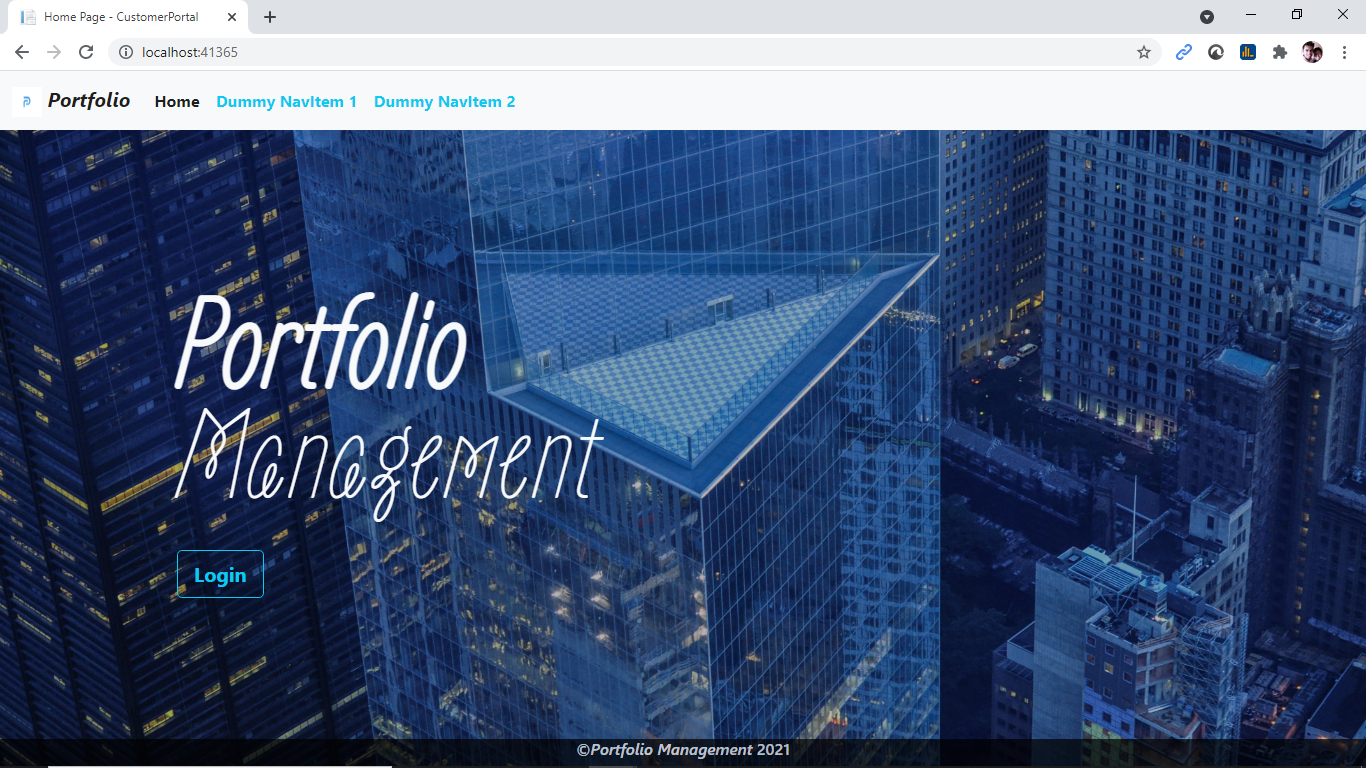 Home Page - CustomerPortal
localhost:41365
Portfolio Home Dummy NavItem 1 Dummy NavItem 2
Portfolio
Management
Login
©Portfolio Management 2021